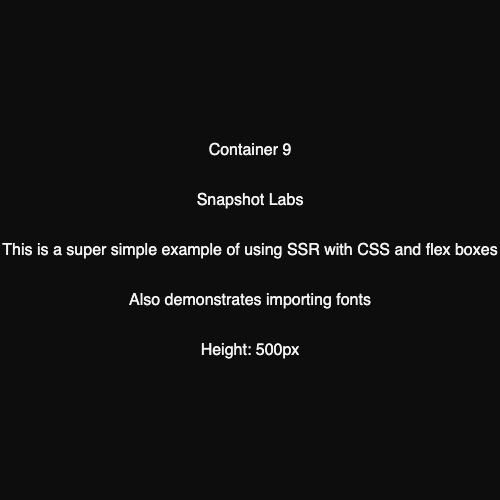 Container 9
Snapshot Labs
This is a super simple example of using SSR with CSS and flex boxes
Also demonstrates importing fonts
Height: 500px